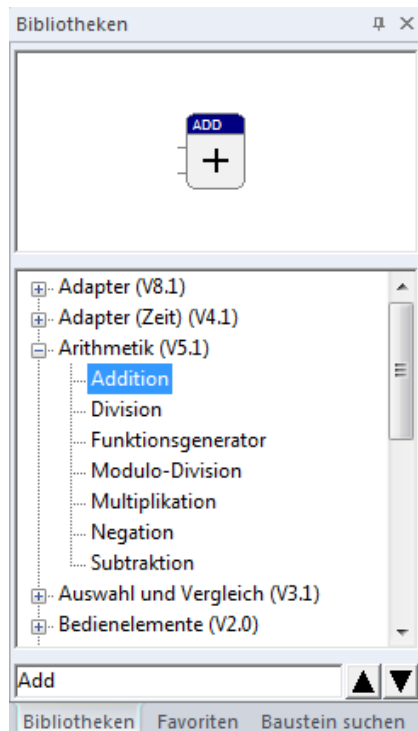 Bibliotheken
ADD
+
Adapter (V8.1)
Adapter (Zeit) (V4.1)
Arithmetik (V5.1)
Addition
Division
Funktionsgenerator
Modulo-Division
Multiplikation
Negation
Subtraktion
Auswahl und Vergleich (V3.1)
Bedienelemente (V2.0)
Add
Bibliotheken Favoriten Baustein suchen